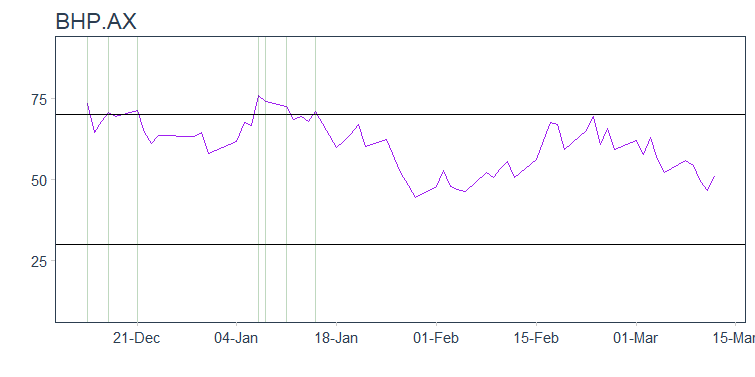 BHP.AX
75
50
25
21-Dec
04-Jan
18-Jan
01-Feb
15-Feb
01-Mar
15-Mar